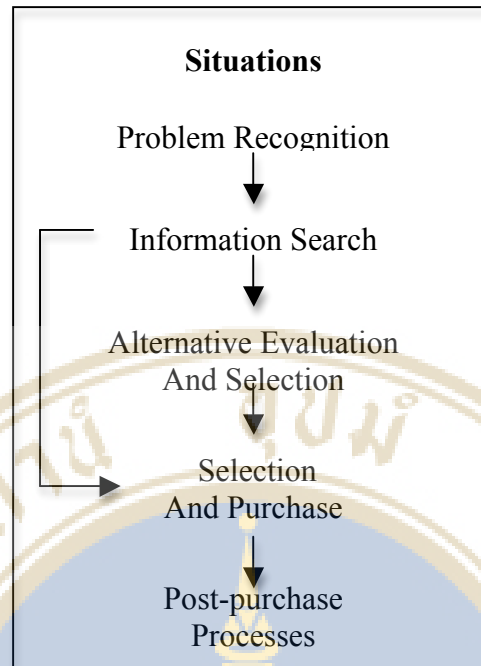 Situations
Problem Recognition
Information Search
Alternative Evaluation
And Selection
Selection
And Purchase
Post-purchase
Processes